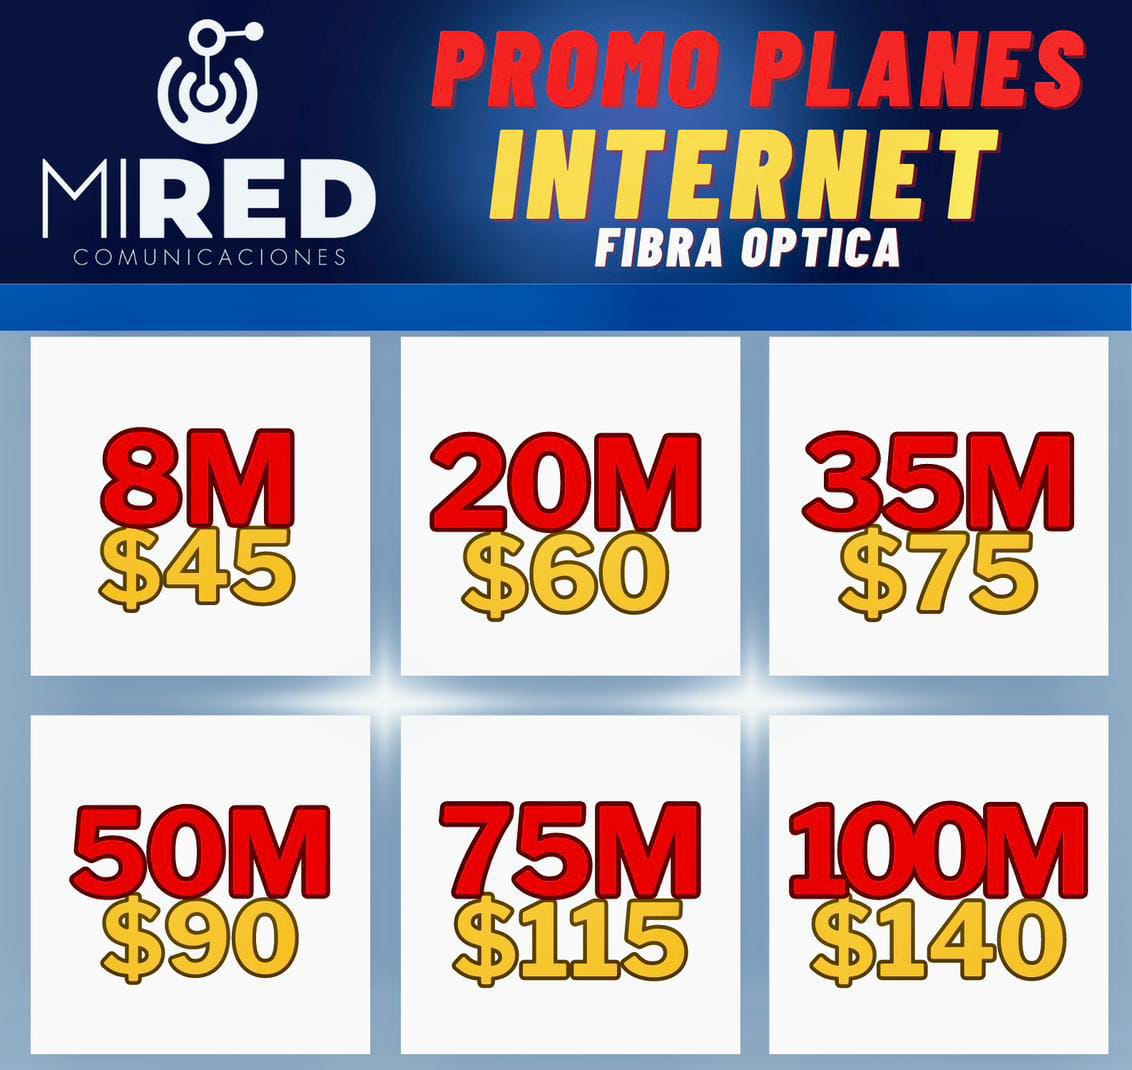 MIRED
COMUNICACIONES
PROMO PLANES
INTERNET
FIBRA OPTICA
8M
$45
20M
$60
35M
$75
50M
$90
75M
$115
100M
$140